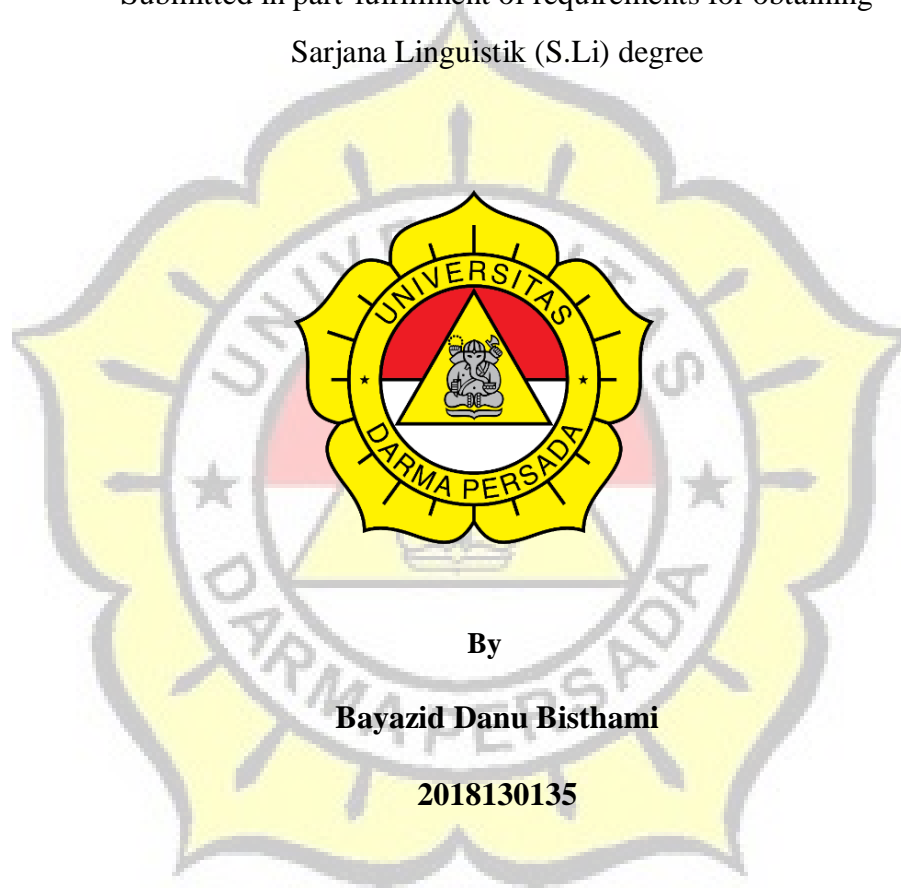 Submitted in part-fulfillment of requirements for obtaining
Sarjana Linguistik (S.Li) degree
UNIVERSITAS
DARMA PERSADA
By
Bayazid Danu Bisthami
2018130135